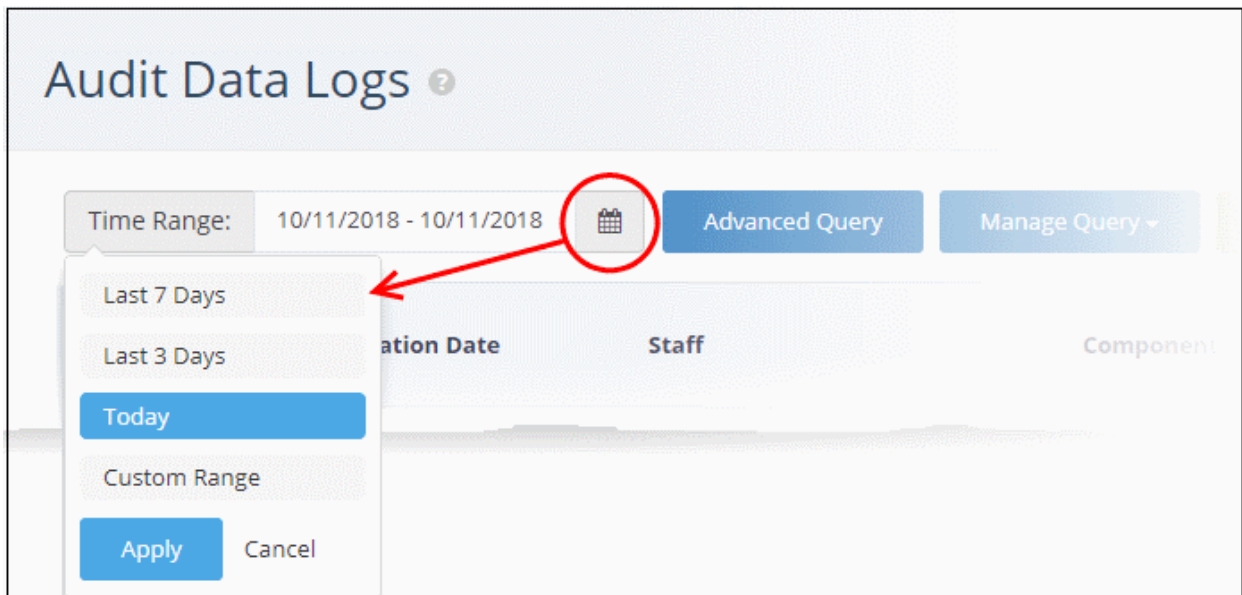 Audit Data Logs ?
Time Range: 10/11/2018 - 10/11/2018 Advanced Query Manage Query
Last 7 Days
ation Date Staff Component
Last 3 Days
Today
Custom Range
Apply Cancel